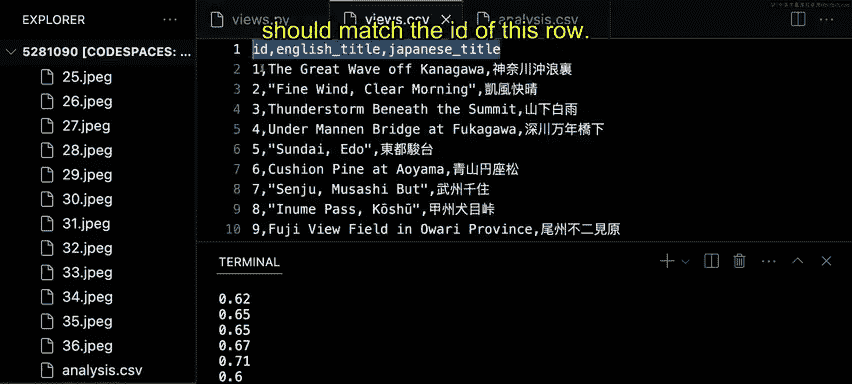 EXPLORER
...
views.py
views.csv
analysis.csv
should match the id of this row.
5281090 [CODESPACES: ...
25.jpeg
26.jpeg
27.jpeg
28.jpeg
29.jpeg
30.jpeg
31.jpeg
32.jpeg
33.jpeg
34.jpeg
35.jpeg
36.jpeg
analysis.csv
1 id,english_title,japanese_title
2 1,The Great Wave off Kanagawa,神奈川沖浪裏
3 2,"Fine Wind, Clear Morning",凱風快晴
4 3,Thunderstorm Beneath the Summit,山下白雨
5 4,Under Mannen Bridge at Fukagawa,深川万年橋下
6 5,"Sundai, Edo",東都駿台
7 6,Cushion Pine at Aoyama,青山円座松
8 7,"Senju, Musashi But",武州千住
9 8,"Inume Pass, Kōshū",甲州犬目峠
10 9,Fuji View Field in Owari Province,尾州不二見原
TERMINAL
0.62
0.65
0.65
0.67
0.71
0.6